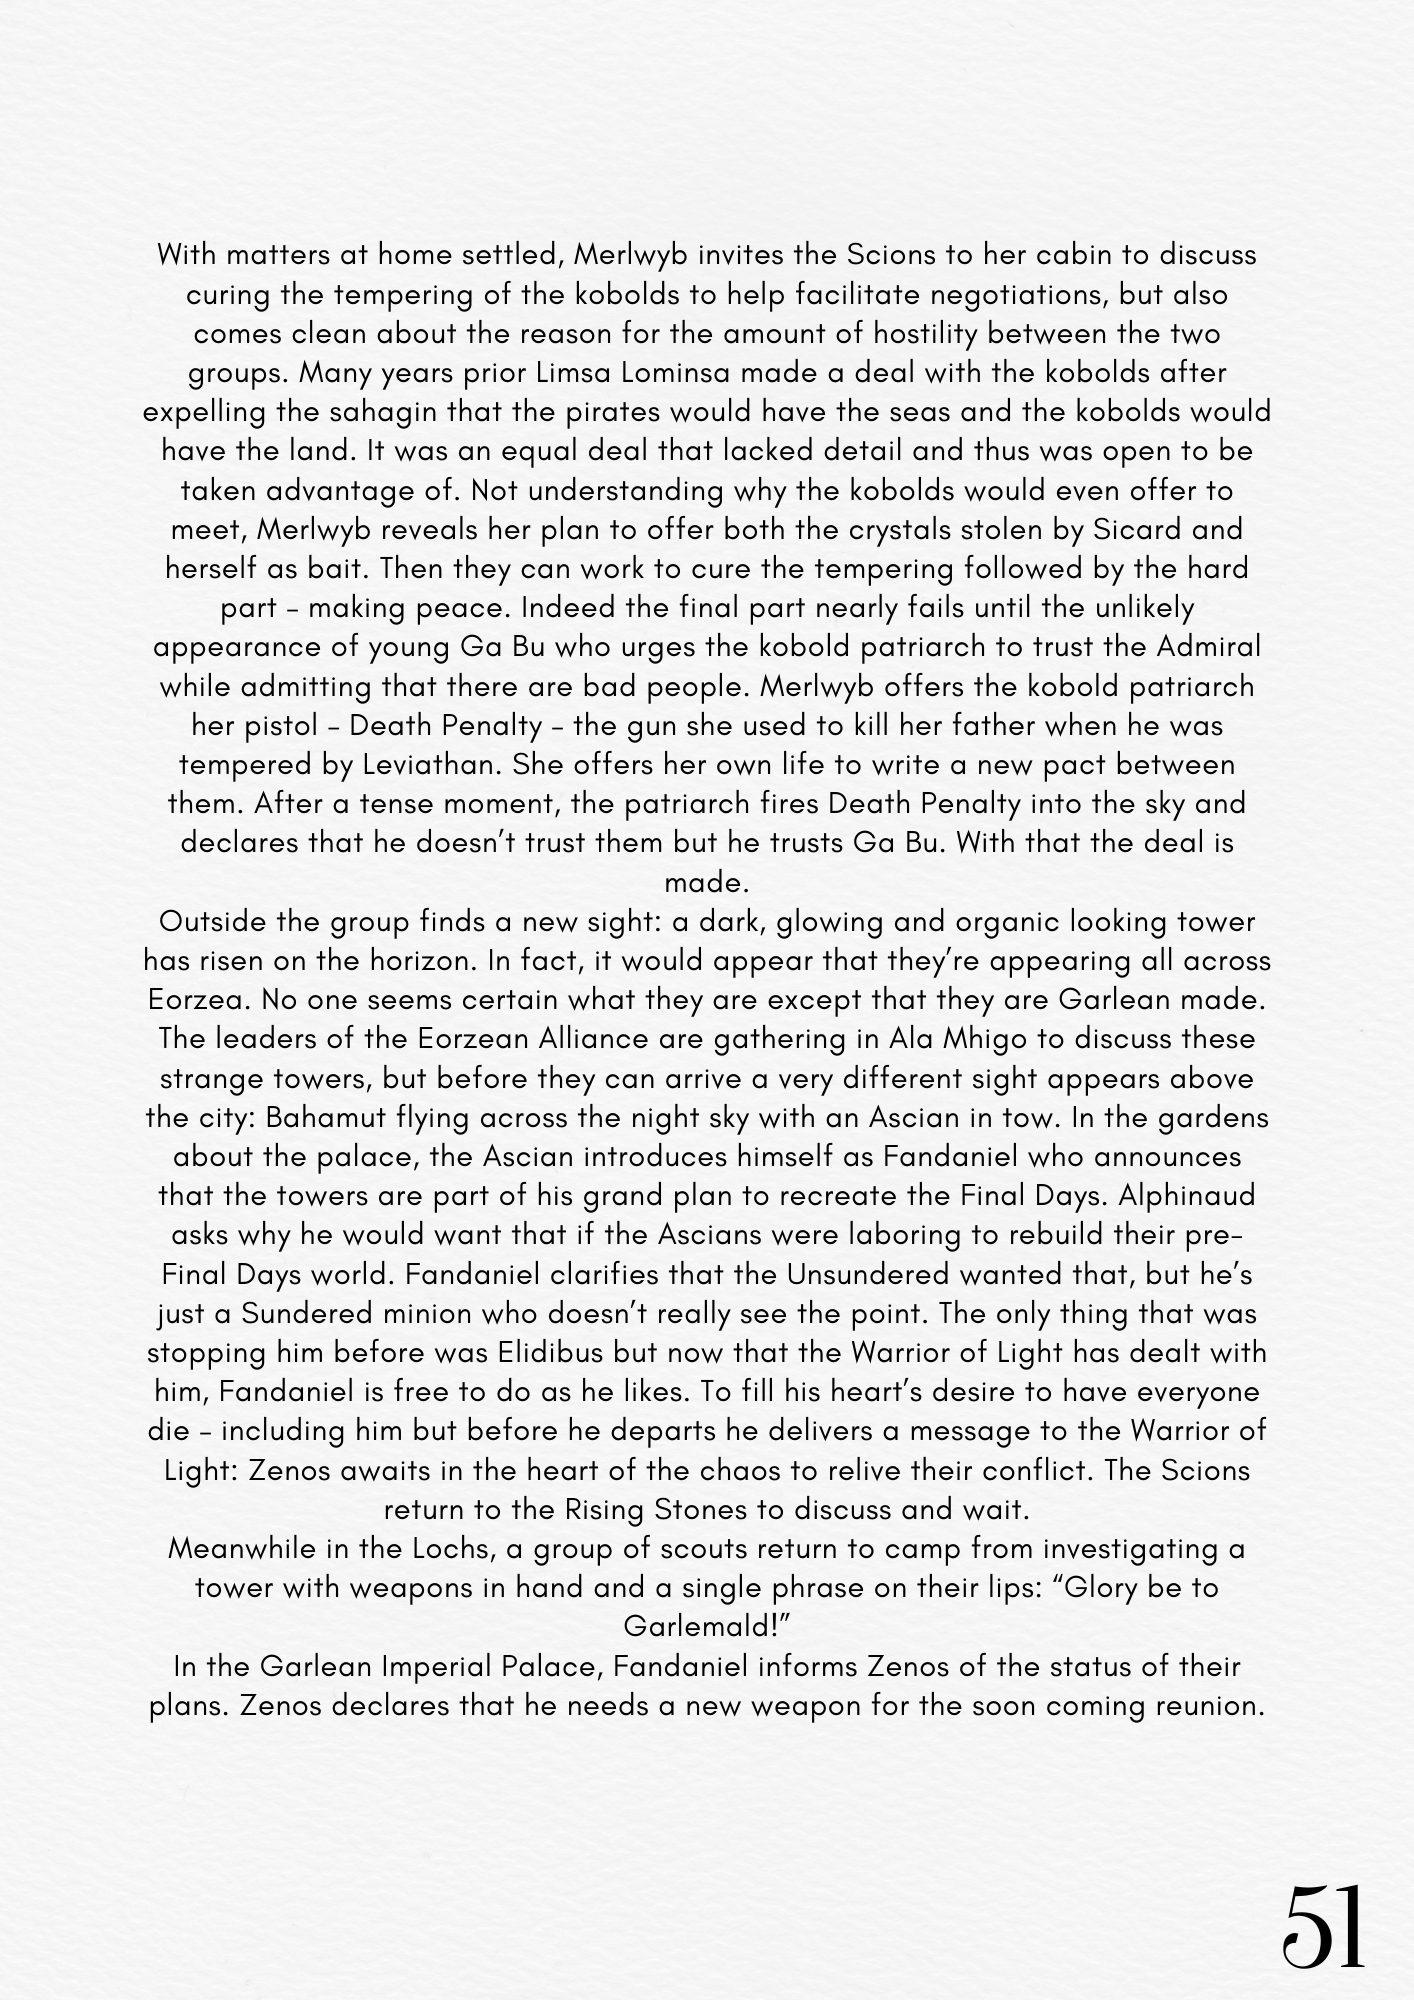 With matters at home settled, Merlwyb invites the Scions to her cabin to discuss
curing the tempering of the kobolds to help facilitate negotiations, but also
comes clean about the reason for the amount of hostility between the two
groups. Many years prior Limsa Lominsa made a deal with the kobolds after
expelling the sahagin that the pirates would have the seas and the kobolds would
have the land. It was an equal deal that lacked detail and thus was open to be
taken advantage of. Not understanding why the kobolds would even offer to
meet, Merlwyb reveals her plan to offer both the crystals stolen by Sicard and
herself as bait. Then they can work to cure the tempering followed by the hard
part – making peace. Indeed the final part nearly fails until the unlikely
appearance of young Ga Bu who urges the kobold patriarch to trust the Admiral
while admitting that there are bad people. Merlwyb offers the kobold patriarch
her pistol – Death Penalty – the gun she used to kill her father when he was
tempered by Leviathan. She offers her own life to write a new pact between
them. After a tense moment, the patriarch fires Death Penalty into the sky and
declares that he doesn’t trust them but he trusts Ga Bu. With that the deal is
made.
Outside the group finds a new sight: a dark, glowing and organic looking tower
has risen on the horizon. In fact, it would appear that they’re appearing all across
Eorzea. No one seems certain what they are except that they are Garlean made.
The leaders of the Eorzean Alliance are gathering in Ala Mhigo to discuss these
strange towers, but before they can arrive a very different sight appears above
the city: Bahamut flying across the night sky with an Ascian in tow. In the gardens
about the palace, the Ascian introduces himself as Fandaniel who announces
that the towers are part of his grand plan to recreate the Final Days. Alphinaud
asks why he would want that if the Ascians were laboring to rebuild their pre-
Final Days world. Fandaniel clarifies that the Unsundered wanted that, but he’s
just a Sundered minion who doesn’t really see the point. The only thing that was
stopping him before was Elidibus but now that the Warrior of Light has dealt with
him, Fandaniel is free to do as he likes. To fill his heart’s desire to have everyone
die – including him but before he departs he delivers a message to the Warrior of
Light: Zenos awaits in the heart of the chaos to relive their conflict. The Scions
return to the Rising Stones to discuss and wait.
Meanwhile in the Lochs, a group of scouts return to camp from investigating a
tower with weapons in hand and a single phrase on their lips: “Glory be to
Garlemald!”
In the Garlean Imperial Palace, Fandaniel informs Zenos of the status of their
plans. Zenos declares that he needs a new weapon for the soon coming reunion.
51